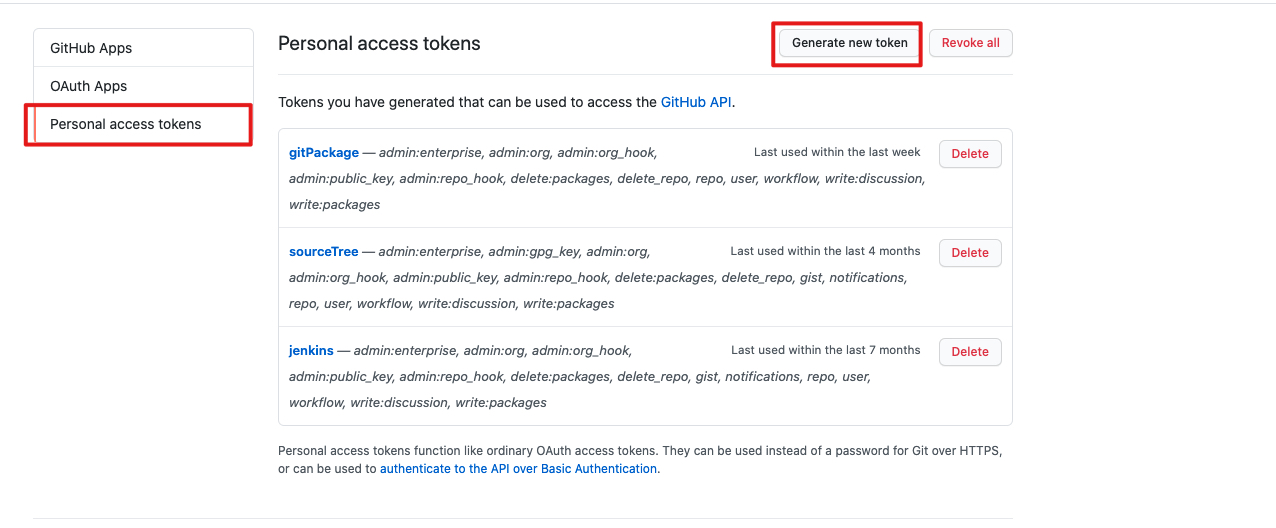 GitHub Apps
OAuth Apps
Personal access tokens
Personal access tokens
Generate new token
Revoke all
Tokens you have generated that can be used to access the GitHub API.
gitPackage — admin:enterprise, admin:org, admin:org_hook,
Last used within the last week
Delete
admin:public_key, admin:repo_hook, delete:packages, delete_repo, repo, user, workflow, write:discussion,
write:packages
sourceTree — admin:enterprise, admin:gpg_key, admin:org,
Last used within the last 4 months
Delete
admin:org_hook, admin:public_key, admin:repo_hook, delete:packages, delete_repo, gist, notifications,
repo, user, workflow, write:discussion, write:packages
jenkins — admin:enterprise, admin:org, admin:org_hook,
Last used within the last 7 months
Delete
admin:public_key, admin:repo_hook, delete:packages, delete_repo, gist, notifications, repo, user,
workflow, write:discussion, write:packages
Personal access tokens function like ordinary OAuth access tokens. They can be used instead of a password for Git over HTTPS,
or can be used to authenticate to the API over Basic Authentication.